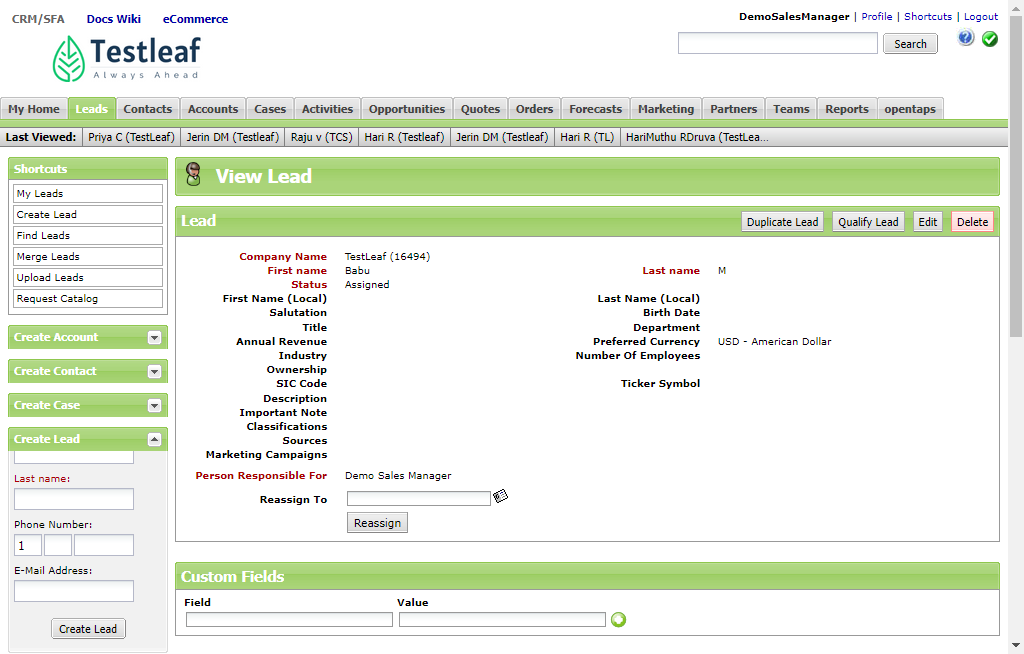 CRM/SFA Docs Wiki eCommerce
DemoSalesManager | Profile | Shortcuts | Logout
Testleaf
Always Ahead
Search
?
My Home Leads Contacts Accounts Cases Activities Opportunities Quotes Orders Forecasts Marketing Partners Teams Reports opentaps
Last Viewed: Priya C (TestLeaf) Jerin DM (Testleaf) Raju v (TCS) Hari R (Testleaf) Jerin DM (Testleaf) Hari R (TL) HariMuthu RDruva (TestLea...
Shortcuts
My Leads
Create Lead
Find Leads
Merge Leads
Upload Leads
Request Catalog
Create Account
Create Contact
Create Case
Create Lead
Last name:
Phone Number:
1
E-Mail Address:
Create Lead
View Lead
Lead
Duplicate Lead Qualify Lead Edit Delete
Company Name TestLeaf (16494)
First name Babu Last name M
Status Assigned
First Name (Local) Last Name (Local)
Salutation Birth Date
Title Department
Annual Revenue Preferred Currency USD - American Dollar
Industry Number Of Employees
Ownership
SIC Code Ticker Symbol
Description
Important Note
Classifications
Sources
Marketing Campaigns
Person Responsible For Demo Sales Manager
Reassign To
Reassign
Custom Fields
Field Value